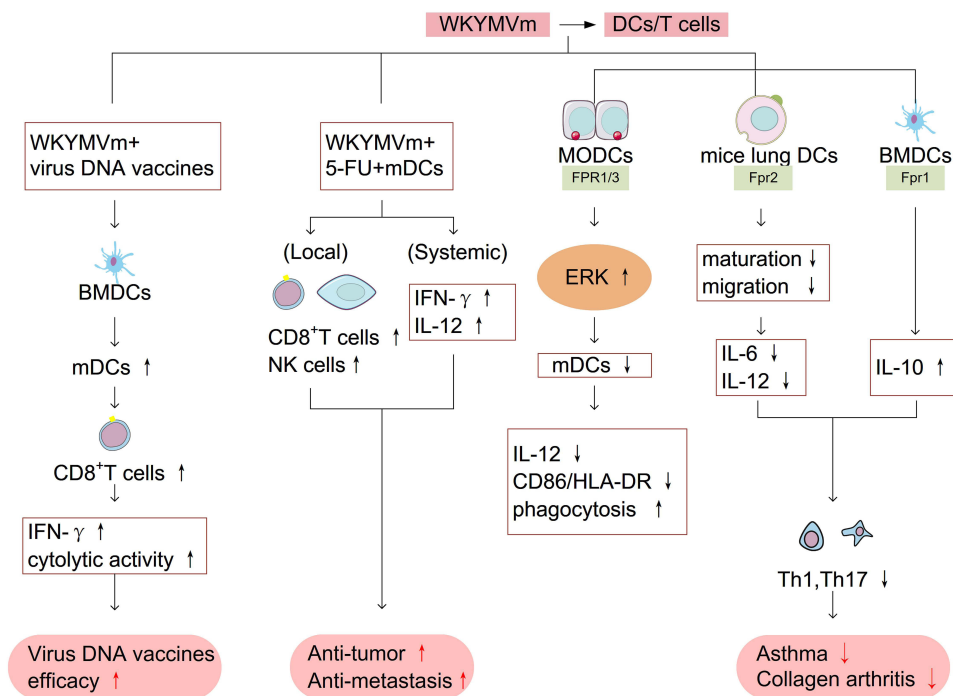 WKYMVm → DCs/T cells
WKYMVm+
virus DNA vaccines
BMDCs
mDCs ↑
CD8⁺T cells ↑
IFN-γ ↑
cytolytic activity ↑
Virus DNA vaccines
efficacy ↑
WKYMVm+
5-FU+mDCs
(Local)
CD8⁺T cells ↑
NK cells ↑
(Systemic)
IFN-γ ↑
IL-12 ↑
Anti-tumor ↑
Anti-metastasis ↑
MODCs
FPR1/3
ERK ↑
mDCs ↓
IL-12 ↓
CD86/HLA-DR ↓
phagocytosis ↑
mice lung DCs
Fpr2
maturation ↓
migration ↓
IL-6 ↓
IL-12 ↓
BMDCs
Fpr1
IL-10 ↑
Th1,Th17 ↓
Asthma ↓
Collagen arthritis ↓